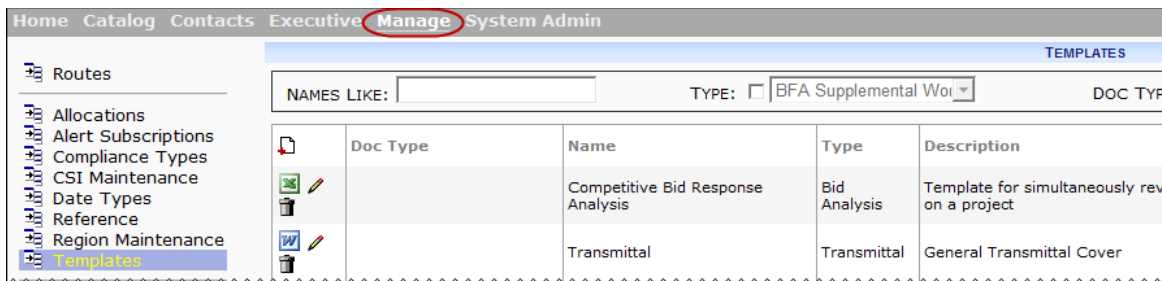 Home Catalog Contacts Executive Manage System Admin
TEMPLATES
Routes
NAMES LIKE: TYPE: BFA Supplemental Wor DOC TYP
Allocations
Alert Subscriptions
Compliance Types
CSI Maintenance
Date Types
Reference
Region Maintenance
Templates
Doc Type Name Type Description
Competitive Bid Response
Analysis
Bid
Analysis
Template for simultaneously rev
on a project
Transmittal Transmittal General Transmittal Cover